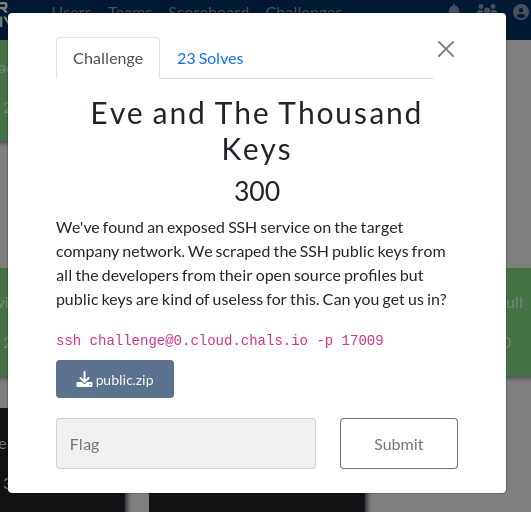 Users Teams Scoreboard Challenges
Challenge
23 Solves
Eve and The Thousand
Keys
300
We've found an exposed SSH service on the target
company network. We scraped the SSH public keys from
all the developers from their open source profiles but
public keys are kind of useless for this. Can you get us in?
ssh challenge@0.cloud.chals.io -p 17009
public.zip
Flag
Submit